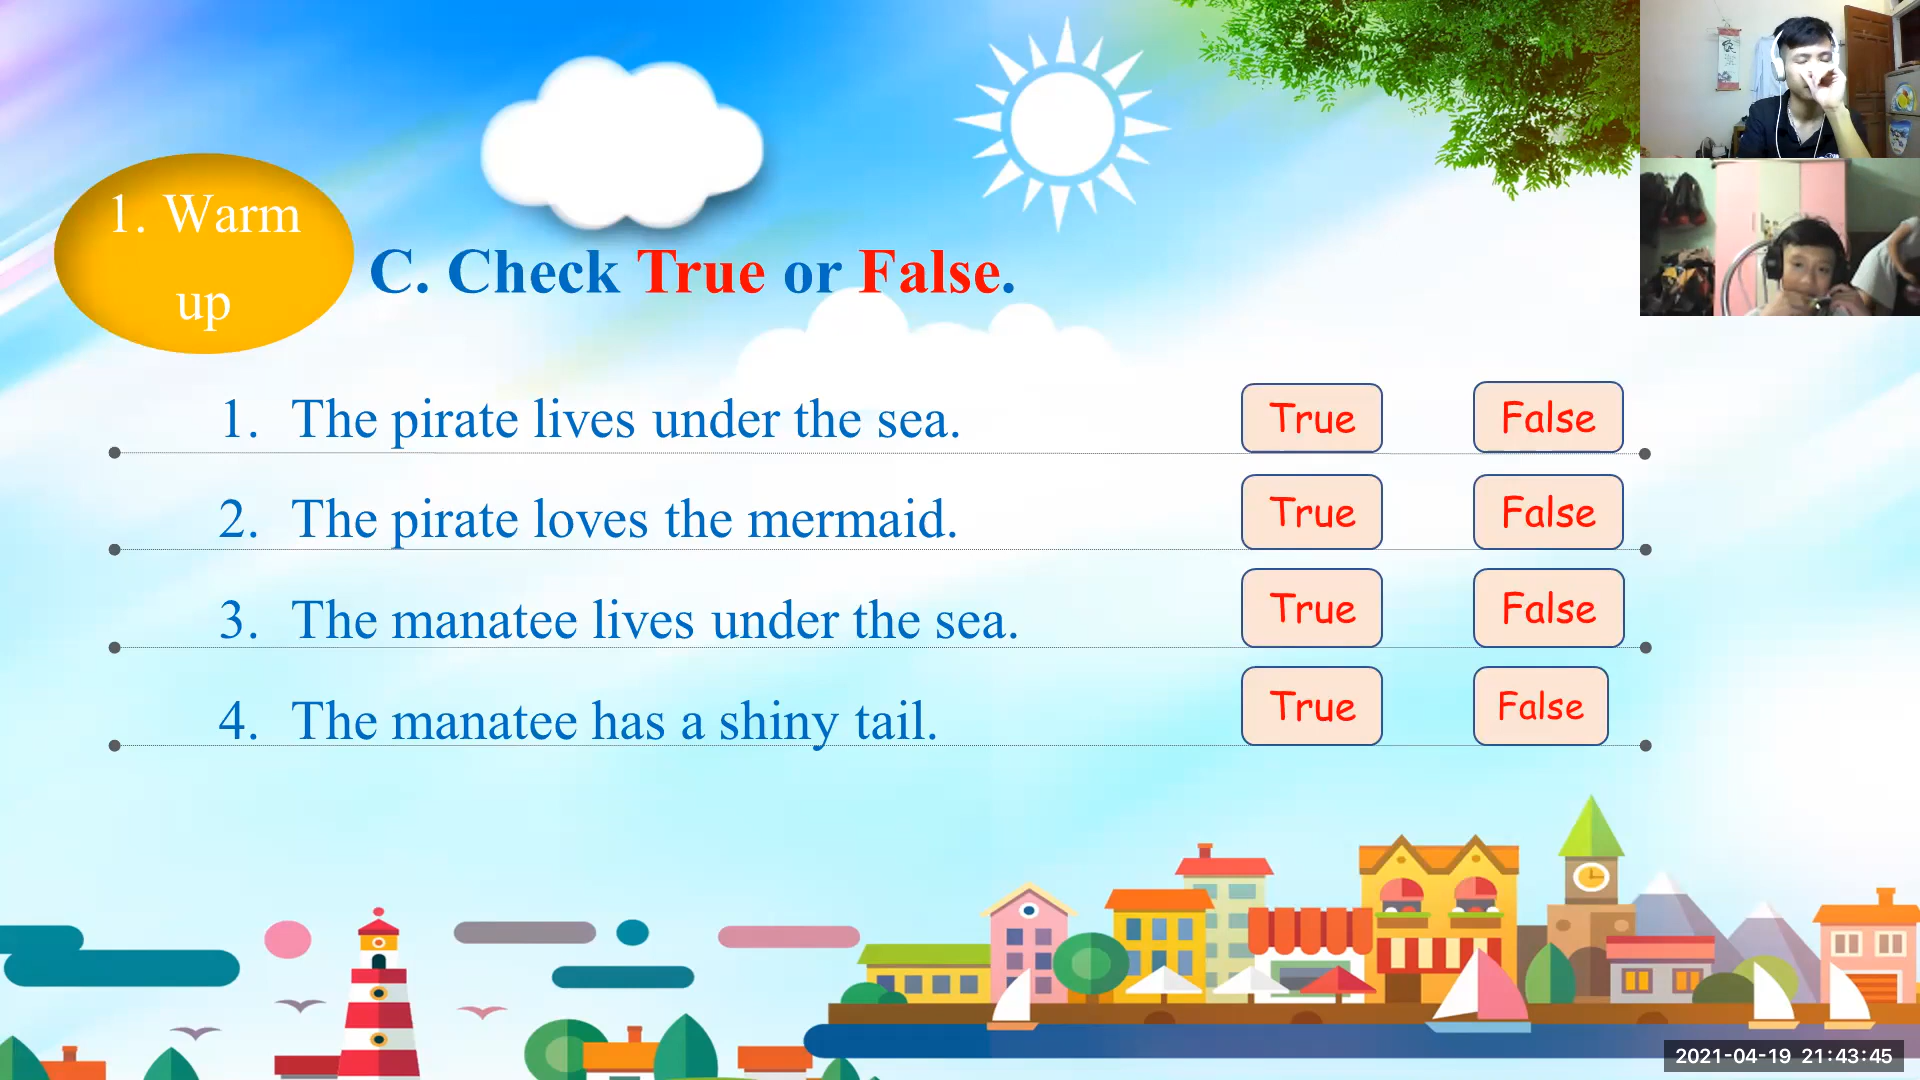 1. Warm
up
C. Check True or False.
1. The pirate lives under the sea. True False
2. The pirate loves the mermaid. True False
3. The manatee lives under the sea. True False
4. The manatee has a shiny tail. True False
2021-04-19 21:43:45